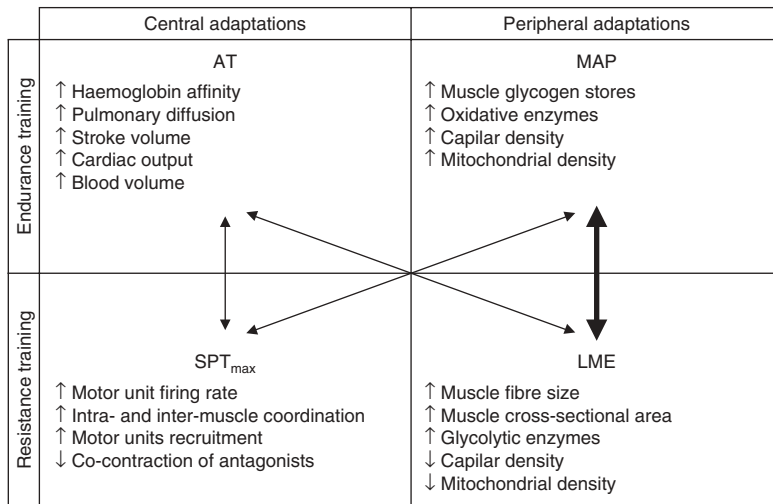 Central adaptations
Peripheral adaptations
Endurance training
AT
↑ Haemoglobin affinity
↑ Pulmonary diffusion
↑ Stroke volume
↑ Cardiac output
↑ Blood volume
MAP
↑ Muscle glycogen stores
↑ Oxidative enzymes
↑ Capilar density
↑ Mitochondrial density
Resistance training
SPTmax
↑ Motor unit firing rate
↑ Intra- and inter-muscle coordination
↑ Motor units recruitment
↓ Co-contraction of antagonists
LME
↑ Muscle fibre size
↑ Muscle cross-sectional area
↑ Glycolytic enzymes
↓ Capilar density
↓ Mitochondrial density